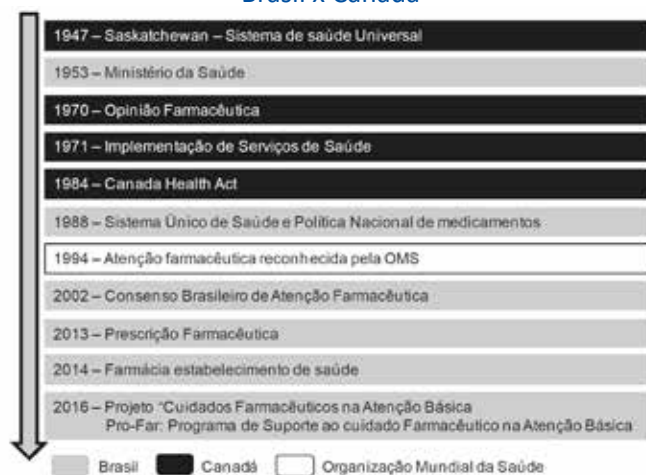 Brasil x Canadá
1947 – Saskatchewan – Sistema de saúde Universal
1953 – Ministério da Saúde
1970 – Opinião Farmacêutica
1971 – Implementação de Serviços de Saúde
1984 – Canada Health Act
1988 – Sistema Único de Saúde e Política Nacional de medicamentos
1994 – Atenção farmacêutica reconhecida pela OMS
2002 – Consenso Brasileiro de Atenção Farmacêutica
2013 – Prescrição Farmacêutica
2014 – Farmácia estabelecimento de saúde
2016 – Projeto "Cuidados Farmacêuticos na Atenção Básica
Pro-Far: Programa de Suporte ao cuidado Farmacêutico na Atenção Básica
Brasil Canadá Organização Mundial da Saúde